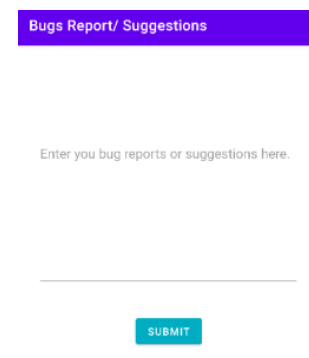 Bugs Report/ Suggestions
Enter you bug reports or suggestions here.
SUBMIT